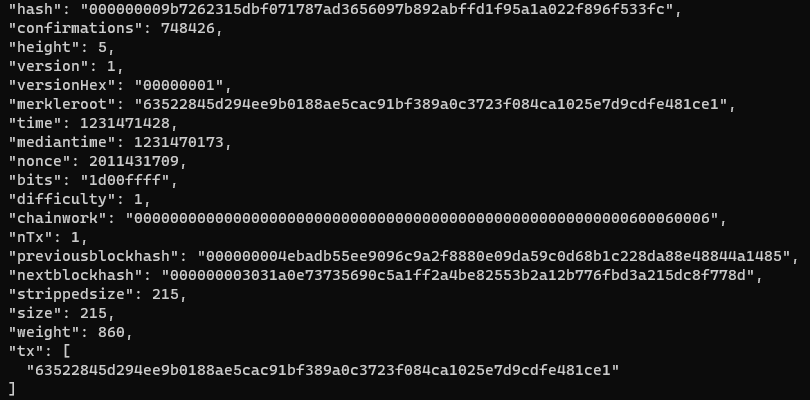 "hash": "000000009b7262315dbf071787ad3656097b892abffd1f95a1a022f896f533fc",
"confirmations": 748426,
"height": 5,
"version": 1,
"versionHex": "00000001",
"merkleroot": "63522845d294ee9b0188ae5cac91bf389a0c3723f084ca1025e7d9cdfe481ce1",
"time": 1231471428,
"mediantime": 1231470173,
"nonce": 2011431709,
"bits": "1d00ffff",
"difficulty": 1,
"chainwork": "0000000000000000000000000000000000000000000000000000000600060006",
"nTx": 1,
"previousblockhash": "000000004ebadb55ee9096c9a2f8880e09da59c0d68b1c228da88e48844a1485",
"nextblockhash": "000000003031a0e73735690c5a1ff2a4be82553b2a12b776fbd3a215dc8f778d",
"strippedsize": 215,
"size": 215,
"weight": 860,
"tx": [
"63522845d294ee9b0188ae5cac91bf389a0c3723f084ca1025e7d9cdfe481ce1"
]